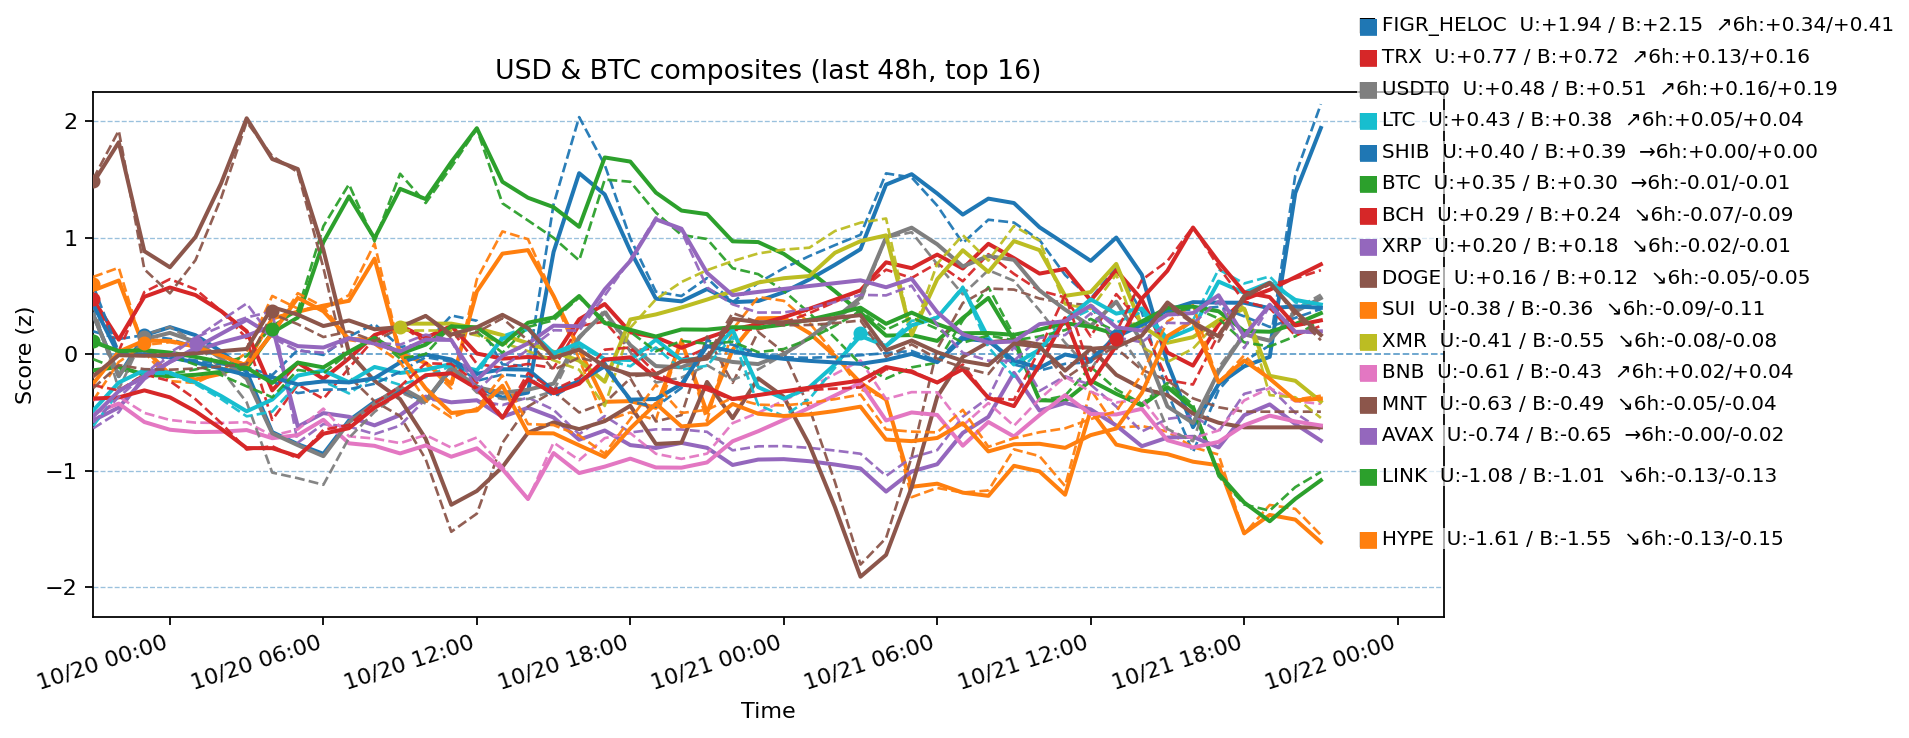 USD & BTC composites (last 48h, top 16)
FIGR_HELOC U:+1.94 / B:+2.15 ↗6h:+0.34/+0.41
TRX U:+0.77 / B:+0.72 ↗6h:+0.13/+0.16
USDT0 U:+0.48 / B:+0.51 ↗6h:+0.16/+0.19
LTC U:+0.43 / B:+0.38 ↗6h:+0.05/+0.04
SHIB U:+0.40 / B:+0.39 →6h:+0.00/+0.00
BTC U:+0.35 / B:+0.30 →6h:-0.01/-0.01
BCH U:+0.29 / B:+0.24 ↘6h:-0.07/-0.09
XRP U:+0.20 / B:+0.18 ↘6h:-0.02/-0.01
DOGE U:+0.16 / B:+0.12 ↘6h:-0.05/-0.05
SUI U:-0.38 / B:-0.36 ↘6h:-0.09/-0.11
XMR U:-0.41 / B:-0.55 ↘6h:-0.08/-0.08
BNB U:-0.61 / B:-0.43 ↗6h:+0.02/+0.04
MNT U:-0.63 / B:-0.49 ↘6h:-0.05/-0.04
AVAX U:-0.74 / B:-0.65 →6h:-0.00/-0.02
LINK U:-1.08 / B:-1.01 ↘6h:-0.13/-0.13
HYPE U:-1.61 / B:-1.55 ↘6h:-0.13/-0.15
Score (z)
2
1
0
−1
−2
10/20 00:00
10/20 06:00
10/20 12:00
10/20 18:00
10/21 00:00
10/21 06:00
10/21 12:00
10/21 18:00
10/22 00:00
Time